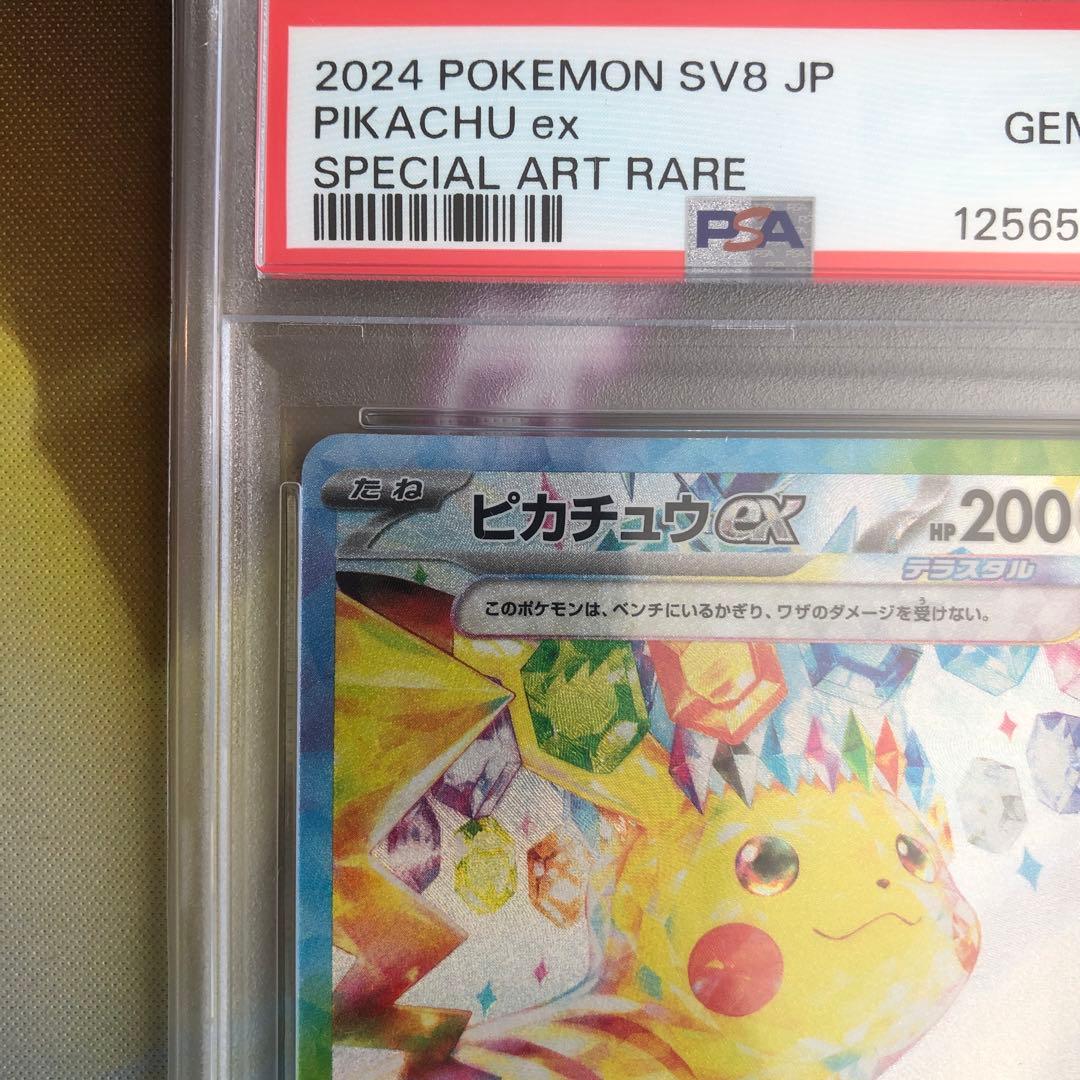 2024 POKEMON SV8 JP
PIKACHU ex
GEM
SPECIAL ART RARE
12565
PSA
たね
ピカチュウex
HP 200
テラスタル
このポケモンは、ベンチにいるかぎり、ワザのダメージを受けない。